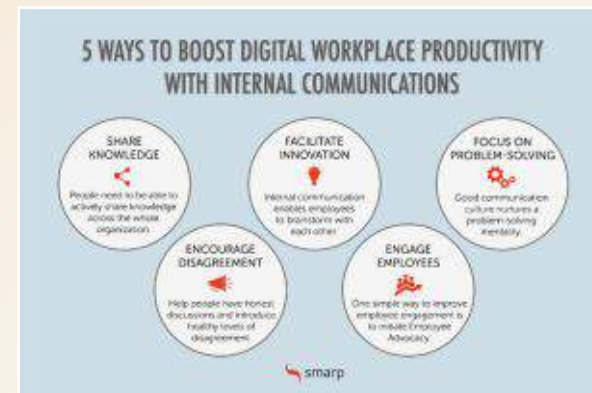 5 WAYS TO BOOST DIGITAL WORKPLACE PRODUCTIVITY
WITH INTERNAL COMMUNICATIONS
SHARE
KNOWLEDGE
People need to be able to
actively share knowledge
across the whole
organization.
FACILITATE
INNOVATION
Internal communication
enables employees
to brainstorm with
each other.
FOCUS ON
PROBLEM-SOLVING
Good communication
culture nurtures a
problem-solving
mentality.
ENCOURAGE
DISAGREEMENT
Help people have honest
discussions and introduce
healthy levels of
disagreement.
ENGAGE
EMPLOYEES
One simple way to improve
employee engagement is
to initiate Employee
Advocacy.
smarp